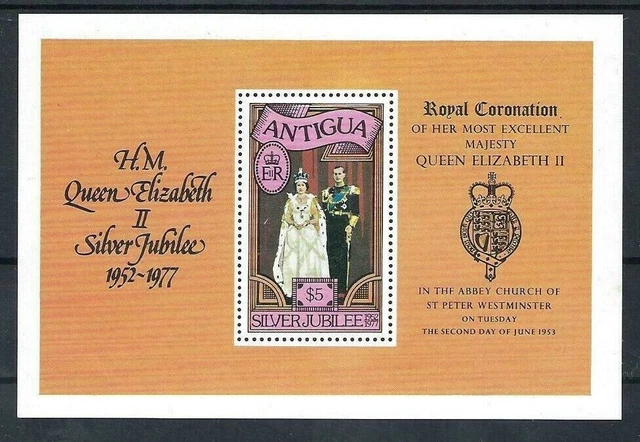 H.M.
Queen Elizabeth
II
Silver Jubilee
1952~1977
ANTIGUA
EIIR
$5
SILVER JUBILEE 1952 1977
Royal Coronation
OF HER MOST EXCELLENT
MAJESTY
QUEEN ELIZABETH II
IN THE ABBEY CHURCH OF
ST PETER WESTMINSTER
ON TUESDAY
THE SECOND DAY OF JUNE 1953